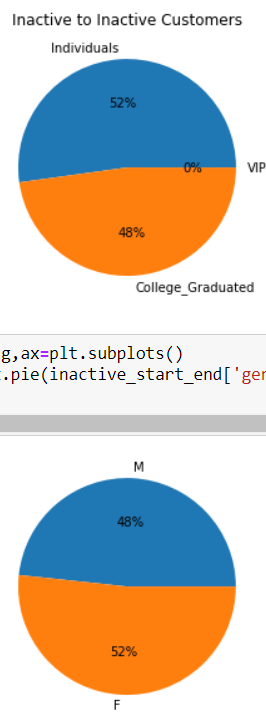 Inactive to Inactive Customers
Individuals
52%
0%
VIP
48%
College_Graduated
g,ax=plt.subplots()
.pie(inactive_start_end['ger
M
48%
52%
F